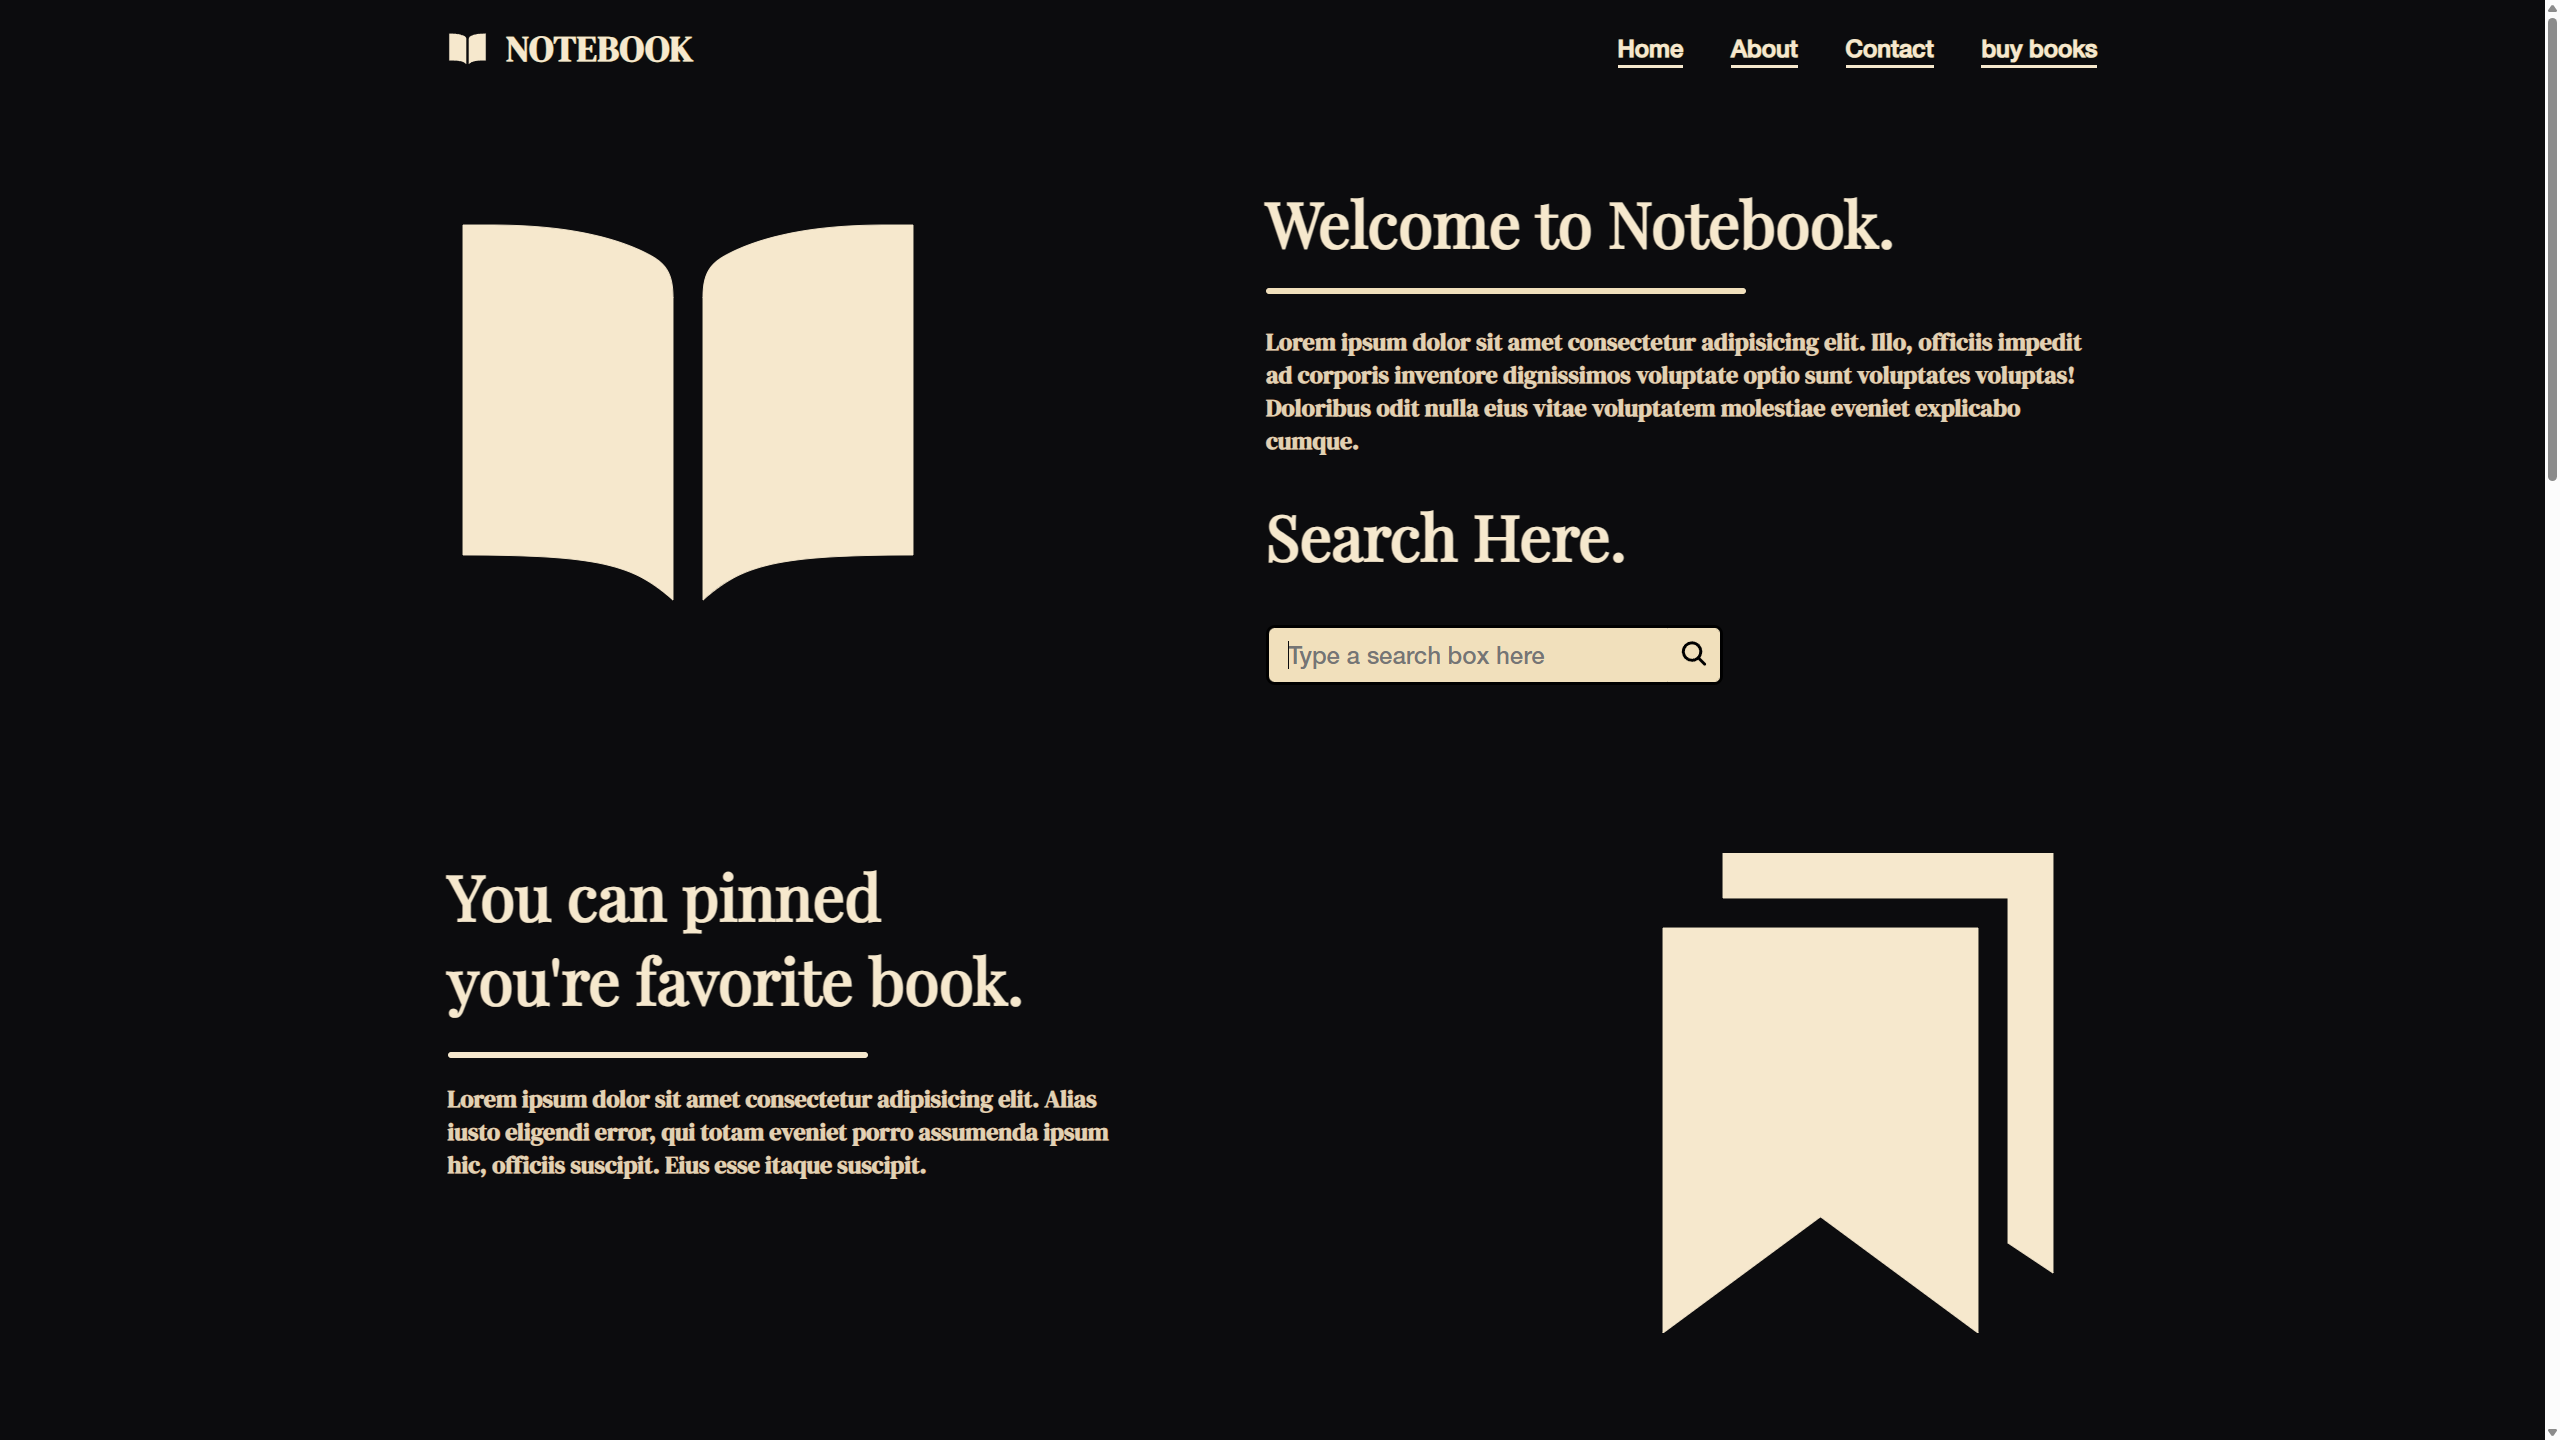 NOTEBOOK
Home About Contact buy books
Welcome to Notebook.
Lorem ipsum dolor sit amet consectetur adipisicing elit. Illo, officiis impedit
ad corporis inventore dignissimos voluptate optio sunt voluptates voluptas!
Doloribus odit nulla eius vitae voluptatem molestiae eveniet explicabo
cumque.
Search Here.
Type a search box here
You can pinned
you're favorite book.
Lorem ipsum dolor sit amet consectetur adipisicing elit. Alias
iusto eligendi error, qui totam eveniet porro assumenda ipsum
hic, officiis suscipit. Eius esse itaque suscipit.